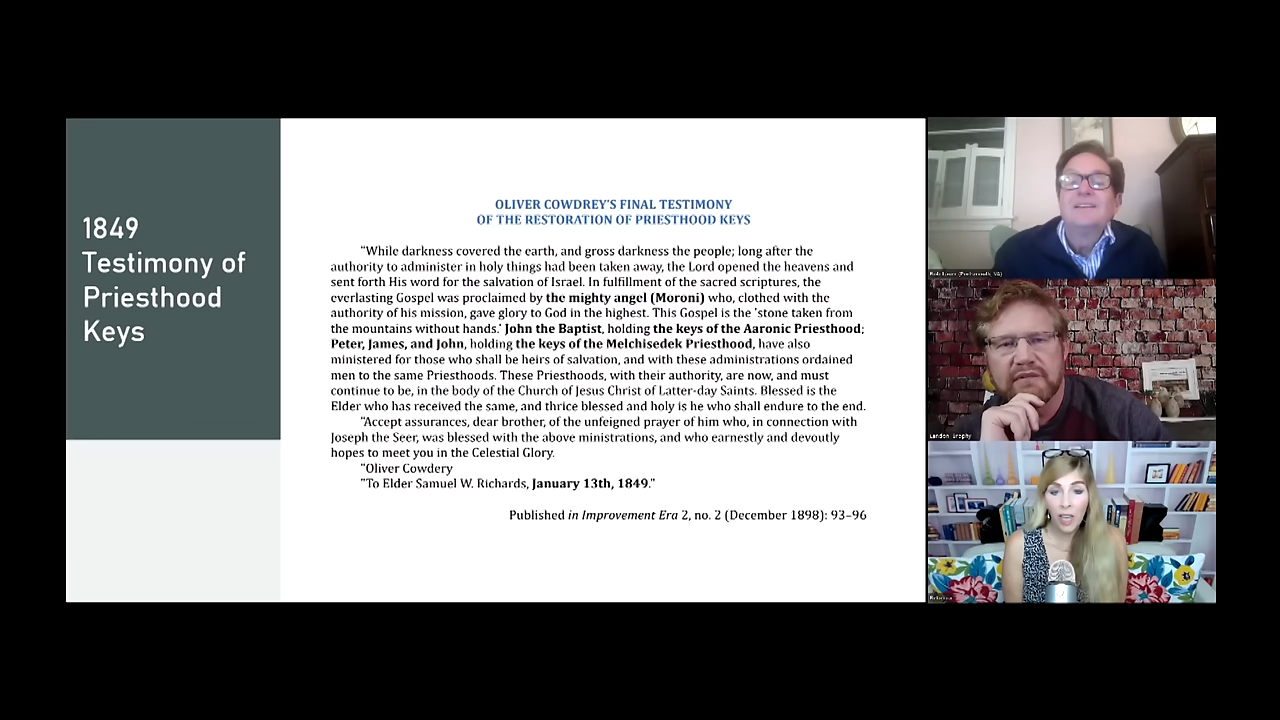 1849
Testimony of
Priesthood
Keys
OLIVER COWDREY'S FINAL TESTIMONY
OF THE RESTORATION OF PRIESTHOOD KEYS
"While darkness covered the earth, and gross darkness the people; long after the
authority to administer in holy things had been taken away, the Lord opened the heavens and
sent forth His word for the salvation of Israel. In fulfillment of the sacred scriptures, the
everlasting Gospel was proclaimed by the mighty angel (Moroni) who, clothed with the
authority of his mission, gave glory to God in the highest. This Gospel is the 'stone taken from
the mountains without hands.' John the Baptist, holding the keys of the Aaronic Priesthood;
Peter, James, and John, holding the keys of the Melchisedek Priesthood, have also
ministered for those who shall be heirs of salvation, and with these administrations ordained
men to the same Priesthoods. These Priesthoods, with their authority, are now, and must
continue to be, in the body of the Church of Jesus Christ of Latter-day Saints. Blessed is the
Elder who has received the same, and thrice blessed and holy is he who shall endure to the end.
"Accept assurances, dear brother, of the unfeigned prayer of him who, in connection with
Joseph the Seer, was blessed with the above ministrations, and who earnestly and devoutly
hopes to meet you in the Celestial Glory.
"Oliver Cowdery
"To Elder Samuel W. Richards, January 13th, 1849."
Published in Improvement Era 2, no. 2 (December 1898): 93–96
Landon Brophy
Rebecca